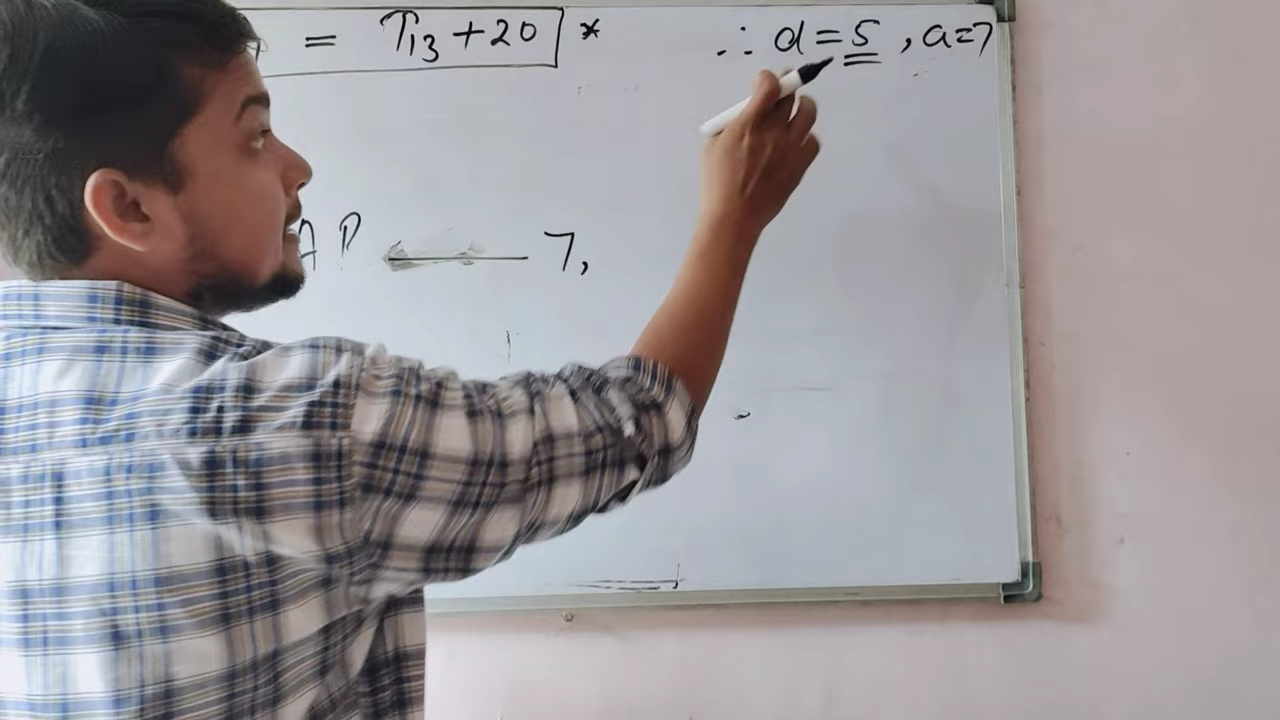 = T13 + 20 *
∴ d = 5 , a = 7
AP 7,